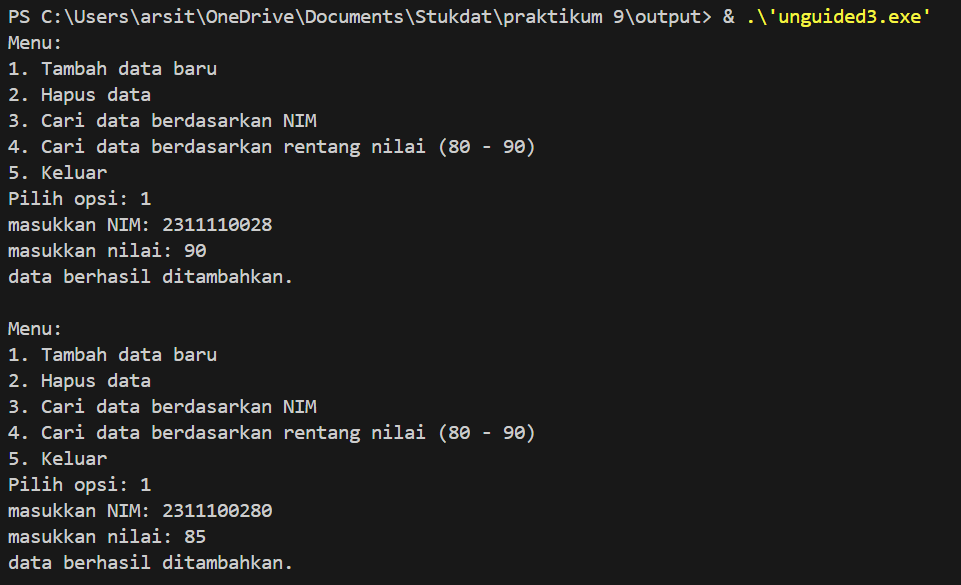 PS C:\Users\arsit\OneDrive\Documents\Stukdat\praktikum 9\output> & .\'unguided3.exe'
Menu:
1. Tambah data baru
2. Hapus data
3. Cari data berdasarkan NIM
4. Cari data berdasarkan rentang nilai (80 - 90)
5. Keluar
Pilih opsi: 1
masukkan NIM: 2311110028
masukkan nilai: 90
data berhasil ditambahkan.

Menu:
1. Tambah data baru
2. Hapus data
3. Cari data berdasarkan NIM
4. Cari data berdasarkan rentang nilai (80 - 90)
5. Keluar
Pilih opsi: 1
masukkan NIM: 2311100280
masukkan nilai: 85
data berhasil ditambahkan.